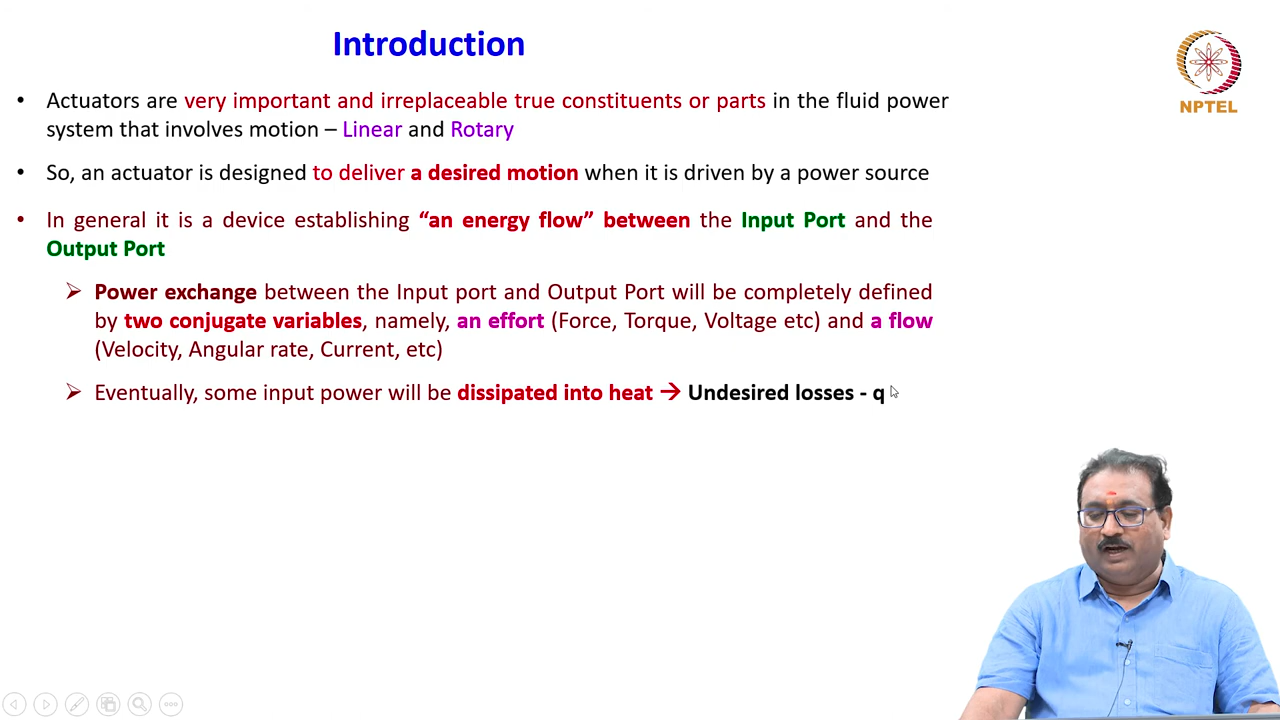 Introduction
NPTEL
• Actuators are very important and irreplaceable true constituents or parts in the fluid power
system that involves motion – Linear and Rotary
• So, an actuator is designed to deliver a desired motion when it is driven by a power source
• In general it is a device establishing “an energy flow” between the Input Port and the
Output Port
➢ Power exchange between the Input port and Output Port will be completely defined
by two conjugate variables, namely, an effort (Force, Torque, Voltage etc) and a flow
(Velocity, Angular rate, Current, etc)
➢ Eventually, some input power will be dissipated into heat → Undesired losses - q